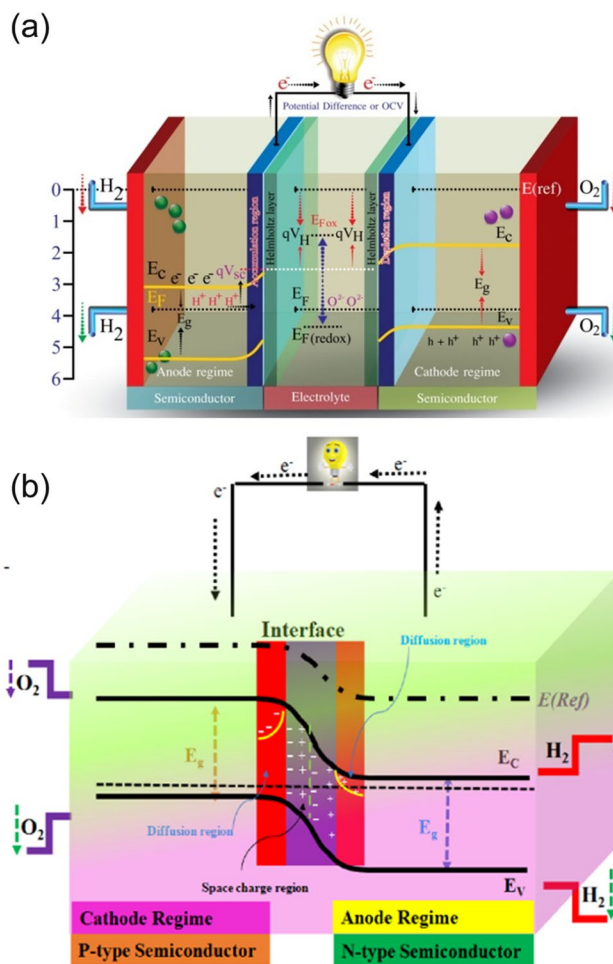 (a)
e⁻
e⁻
Potential Difference or OCV
H₂
O₂
0
1
2
3
4
5
6
E(ref)
Accumulation region
Helmholtz layer
Helmholtz layer
Depletion region
E_Fox
qV_H
qV_H
E_C
E_C
e⁻ e⁻ e⁻
qV_SC
E_F
H⁺ H⁺ H⁺
E_g
E_F
O²⁻ O²⁻
E_g
H₂
O₂
E_V
E_F(redox)
E_V
h + h⁺ h⁺ h⁺
Anode regime
Cathode regime
Semiconductor
Electrolyte
Semiconductor
(b)
e⁻
e⁻
e⁻
e⁻
Interface
Diffusion region
O₂
E(Ref)
E_g
E_C
H₂
O₂
Diffusion region
E_g
Space charge region
E_V
H₂
Cathode Regime
Anode Regime
P-type Semiconductor
N-type Semiconductor